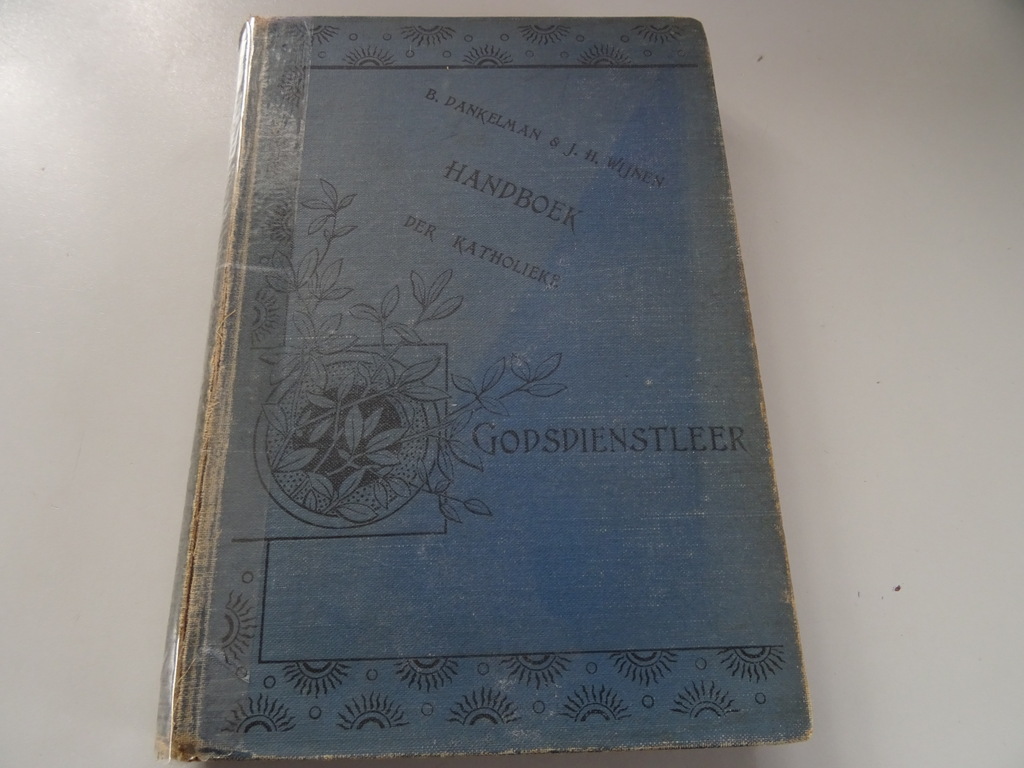 B. DANKELMAN & J. H. WIJNEN
HANDBOEK
DER KATHOLIEKE
GODSDIENSTLEER